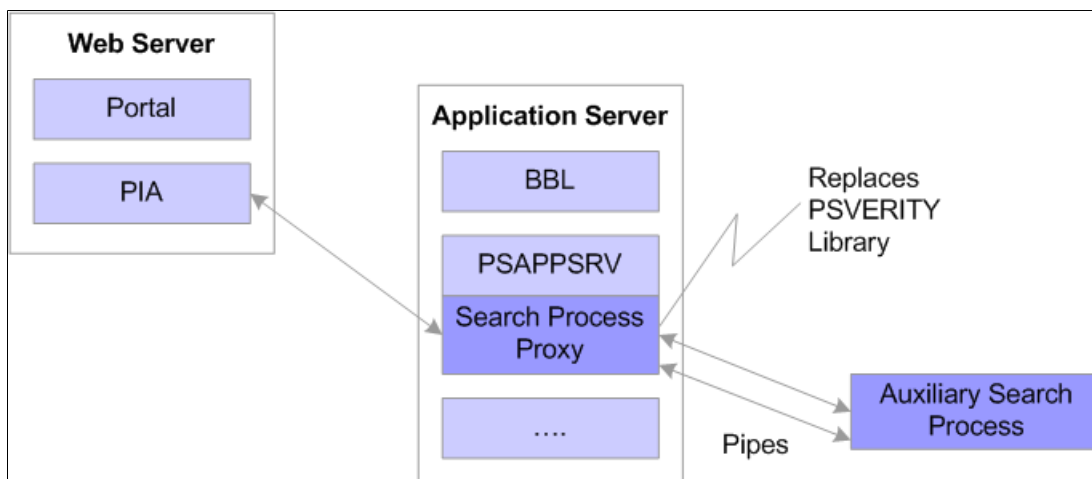 Web Server
Portal
PIA
Application Server
BBL
PSAPPSRV
Search Process
Proxy
....
Replaces
PSVERITY
Library
Pipes
Auxiliary Search
Process